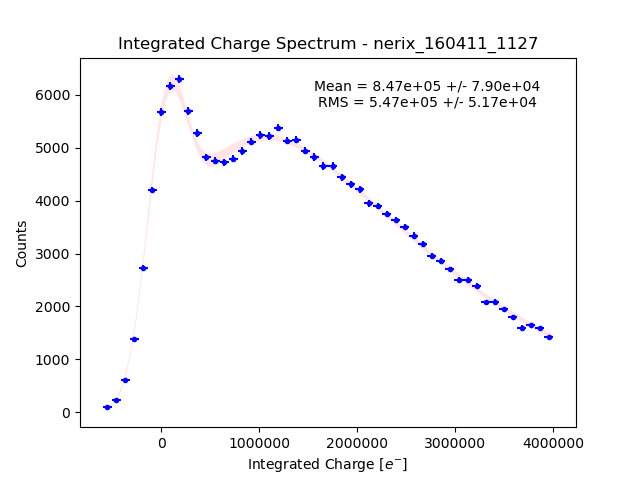 Integrated Charge Spectrum - nerix_160411_1127
Mean = 8.47e+05 +/- 7.90e+04
RMS = 5.47e+05 +/- 5.17e+04
Counts
6000
5000
4000
3000
2000
1000
0
0 1000000 2000000 3000000 4000000
Integrated Charge [e⁻]